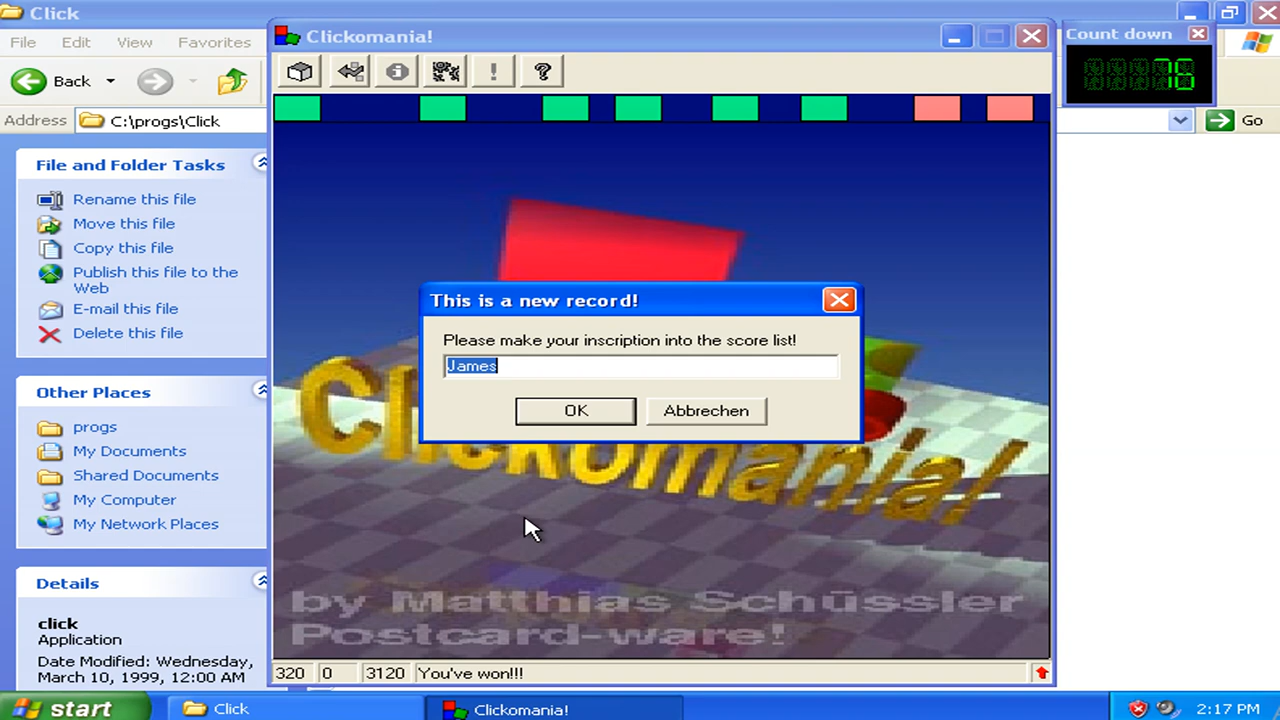 Click
File Edit View Favorites
Back
Address C:\progs\Click
Go
File and Folder Tasks
Rename this file
Move this file
Copy this file
Publish this file to the
Web
E-mail this file
Delete this file
Other Places
progs
My Documents
Shared Documents
My Computer
My Network Places
Details
click
Application
Date Modified: Wednesday,
March 10, 1999, 12:00 AM
Clickomania!
Count down
76
This is a new record!
Please make your inscription into the score list!
James
OK Abbrechen
Clickomania!
by Matthias Schüssler
Postcard-ware!
320 0 3120 You've won!!!
start Click Clickomania! 2:17 PM